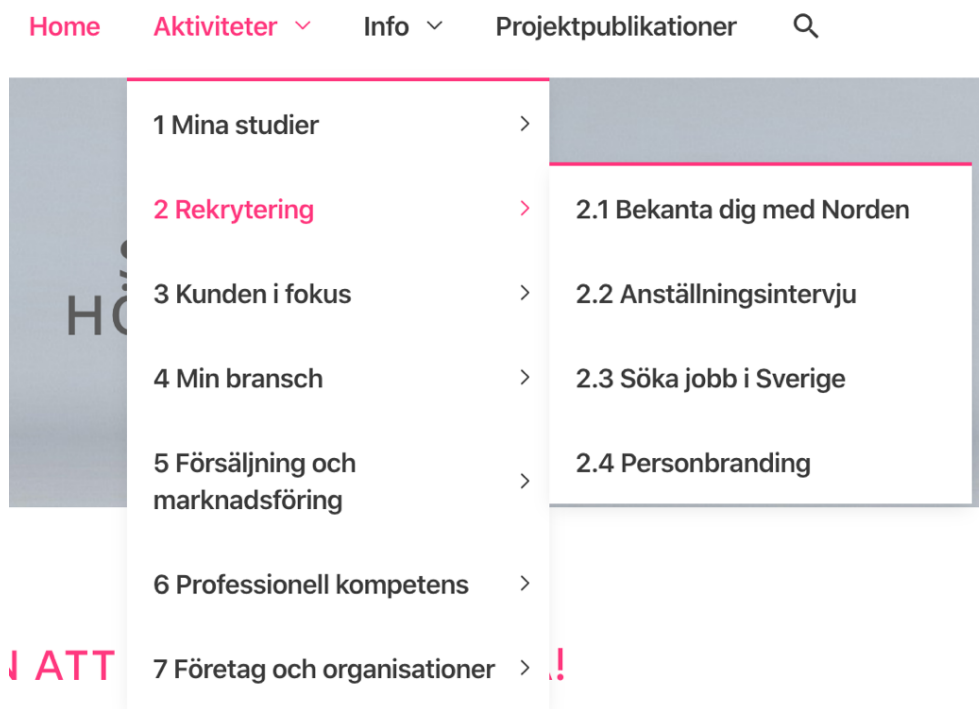 Home Aktiviteter Info Projektpublikationer
1 Mina studier
2 Rekrytering
2.1 Bekanta dig med Norden
3 Kunden i fokus
2.2 Anställningsintervju
4 Min bransch
2.3 Söka jobb i Sverige
5 Försäljning och
marknadsföring
2.4 Personbranding
6 Professionell kompetens
7 Företag och organisationer
HÖ
ATT
!